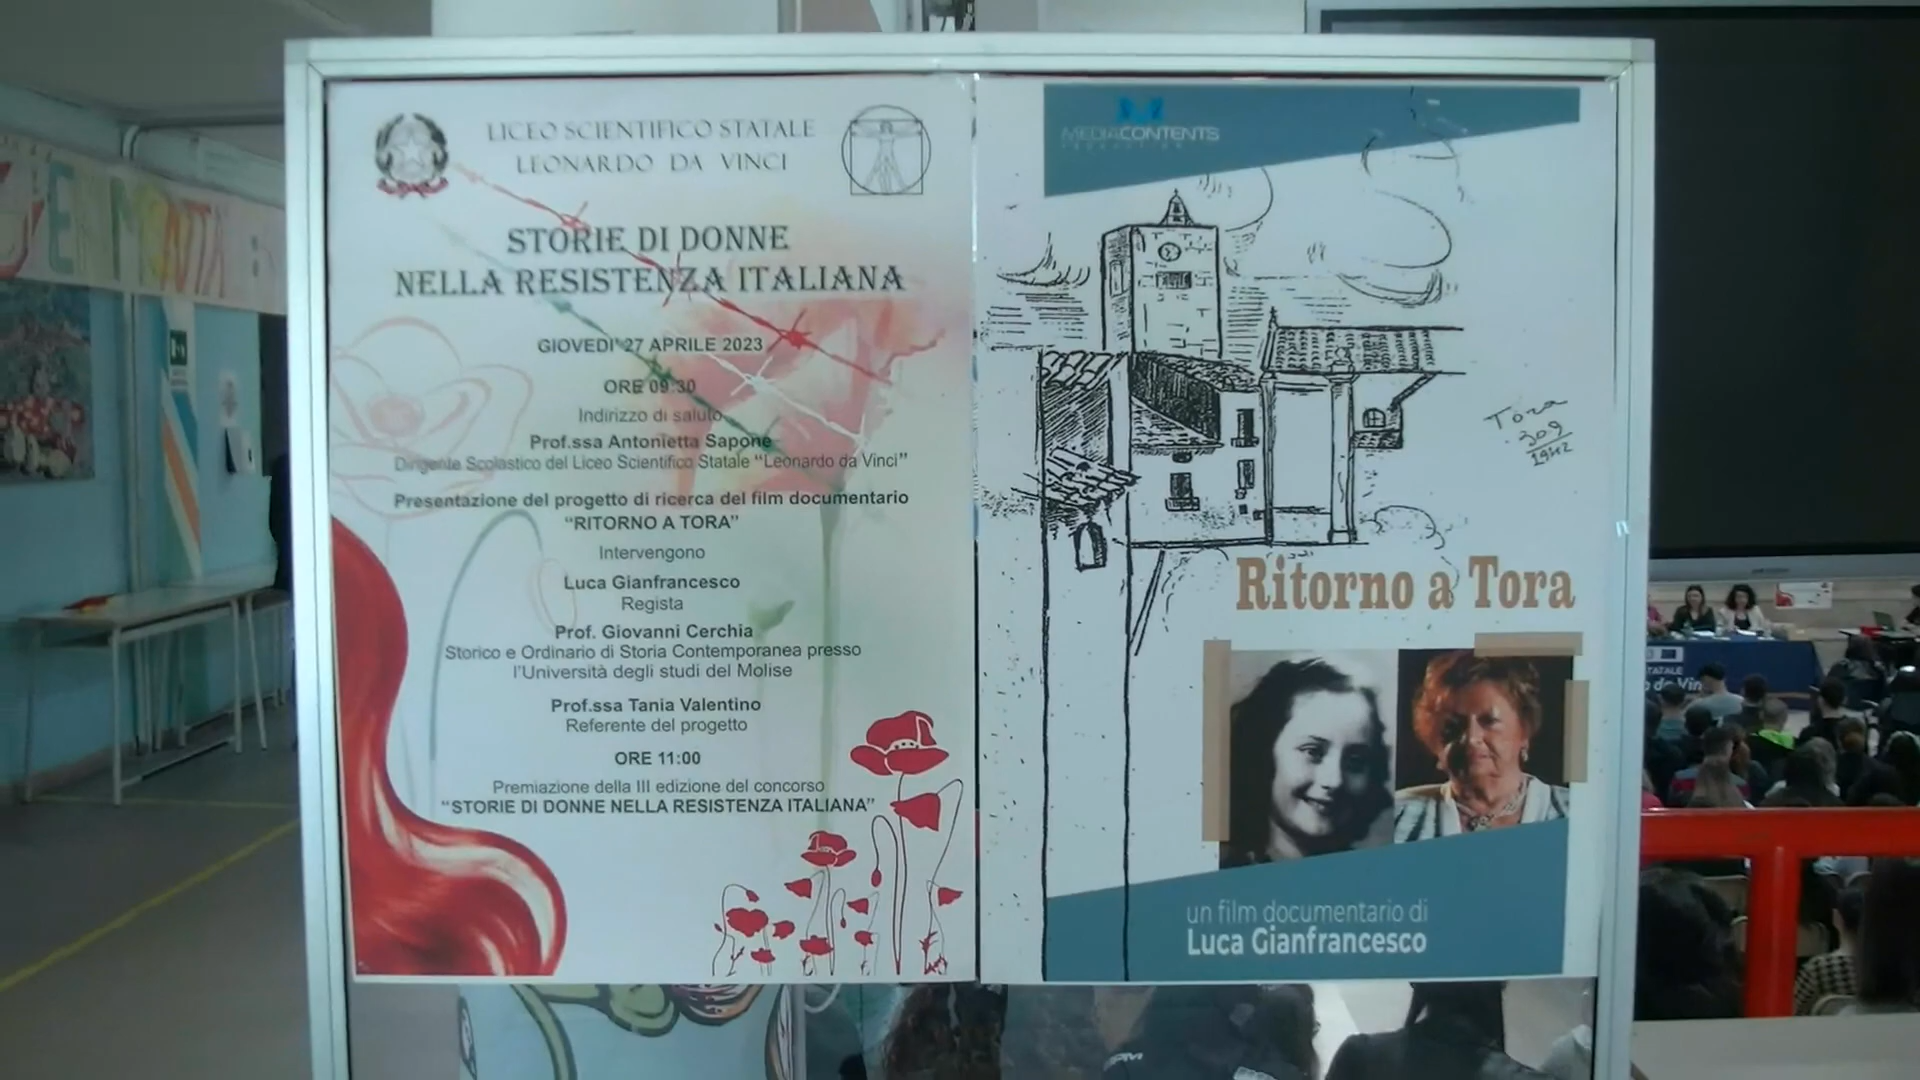 LICEO SCIENTIFICO STATALE
LEONARDO DA VINCI
STORIE DI DONNE
NELLA RESISTENZA ITALIANA
GIOVEDI' 27 APRILE 2023
ORE 09:30
Indirizzo di saluto
Prof.ssa Antonietta Sapone
Dirigente Scolastico del Liceo Scientifico Statale “Leonardo da Vinci”
Presentazione del progetto di ricerca del film documentario
“RITORNO A TORA”
Intervengono
Luca Gianfrancesco
Regista
Prof. Giovanni Cerchia
Storico e Ordinario di Storia Contemporanea presso
l’Università degli studi del Molise
Prof.ssa Tania Valentino
Referente del progetto
ORE 11:00
Premiazione della III edizione del concorso
“STORIE DI DONNE NELLA RESISTENZA ITALIANA”
MEDIACONTENTS
Tora
Ritorno a Tora
un film documentario di
Luca Gianfrancesco
TATALE
da Vin